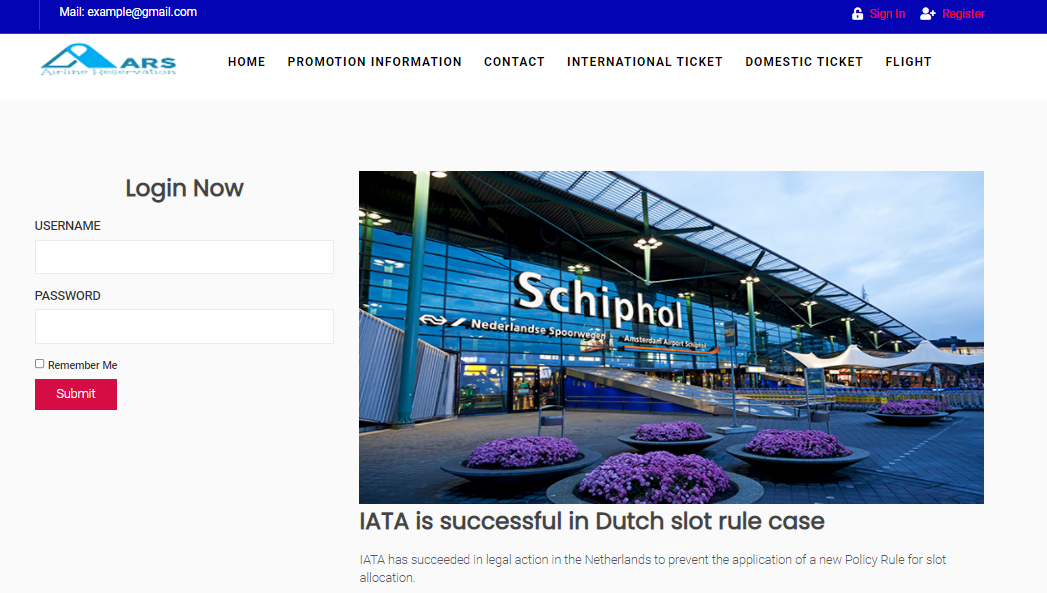 Mail: example@gmail.com
Sign In
Register
ARS
Airline Reservation
HOME
PROMOTION INFORMATION
CONTACT
INTERNATIONAL TICKET
DOMESTIC TICKET
FLIGHT
Login Now
USERNAME
PASSWORD
Remember Me
Submit
Schiphol
Nederlandse Spoorwegen
Amsterdam Airport Schiphol
IATA is successful in Dutch slot rule case
IATA has succeeded in legal action in the Netherlands to prevent the application of a new Policy Rule for slot
allocation.